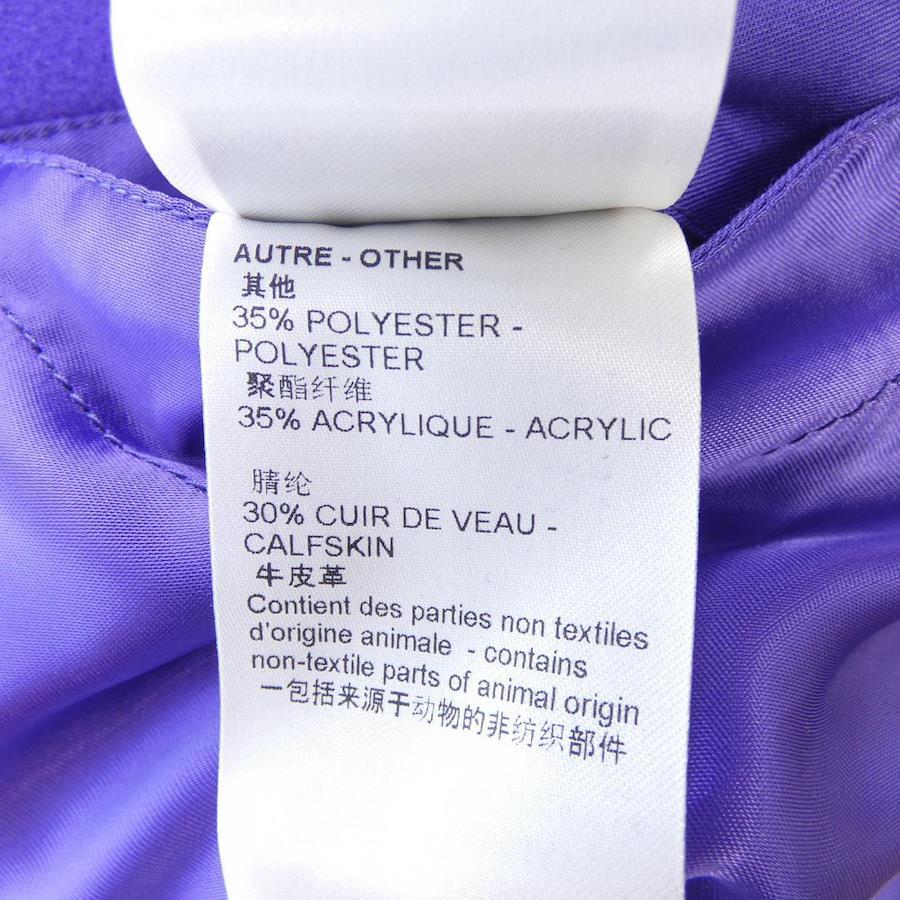 AUTRE - OTHER
其他
35% POLYESTER -
POLYESTER
聚酯纤维
35% ACRYLIQUE - ACRYLIC
腈纶
30% CUIR DE VEAU -
CALFSKIN
牛皮革
Contient des parties non textiles
d'origine animale - contains
non-textile parts of animal origin
一包括来源于动物的非纺织部件